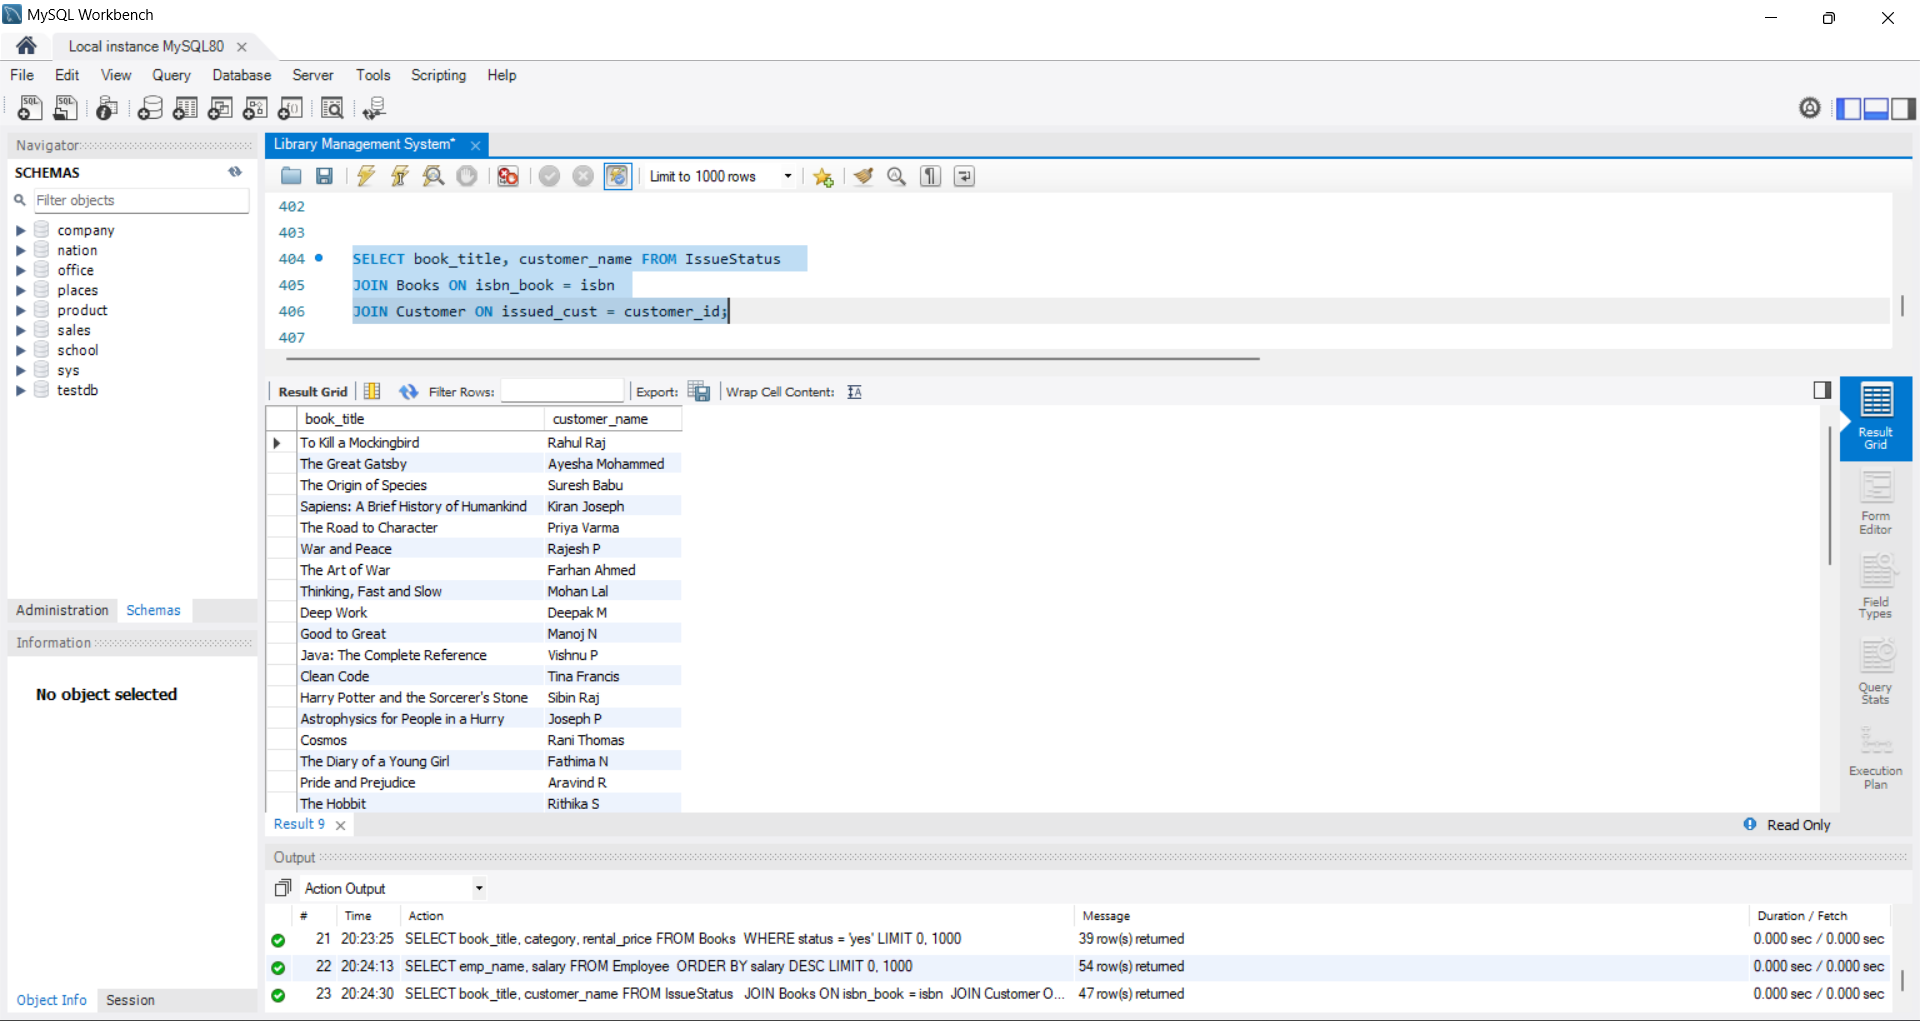 MySQL Workbench
Local instance MySQL80
File Edit View Query Database Server Tools Scripting Help
Navigator
SCHEMAS
Filter objects
company
nation
office
places
product
sales
school
sys
testdb
Administration Schemas
Information
No object selected
Object Info Session
Library Management System*
Limit to 1000 rows
402
403
404 SELECT book_title, customer_name FROM IssueStatus
405 JOIN Books ON isbn_book = isbn
406 JOIN Customer ON issued_cust = customer_id;
407
Result Grid Filter Rows: Export: Wrap Cell Content:
book_title customer_name
To Kill a Mockingbird Rahul Raj
The Great Gatsby Ayesha Mohammed
The Origin of Species Suresh Babu
Sapiens: A Brief History of Humankind Kiran Joseph
The Road to Character Priya Varma
War and Peace Rajesh P
The Art of War Farhan Ahmed
Thinking, Fast and Slow Mohan Lal
Deep Work Deepak M
Good to Great Manoj N
Java: The Complete Reference Vishnu P
Clean Code Tina Francis
Harry Potter and the Sorcerer's Stone Sibin Raj
Astrophysics for People in a Hurry Joseph P
Cosmos Rani Thomas
The Diary of a Young Girl Fathima N
Pride and Prejudice Aravind R
The Hobbit Rithika S
Result Grid
Form Editor
Field Types
Query Stats
Execution Plan
Result 9 Read Only
Output
Action Output
# Time Action Message Duration / Fetch
21 20:23:25 SELECT book_title, category, rental_price FROM Books WHERE status = 'yes' LIMIT 0, 1000 39 row(s) returned 0.000 sec / 0.000 sec
22 20:24:13 SELECT emp_name, salary FROM Employee ORDER BY salary DESC LIMIT 0, 1000 54 row(s) returned 0.000 sec / 0.000 sec
23 20:24:30 SELECT book_title, customer_name FROM IssueStatus JOIN Books ON isbn_book = isbn JOIN Customer O... 47 row(s) returned 0.000 sec / 0.000 sec